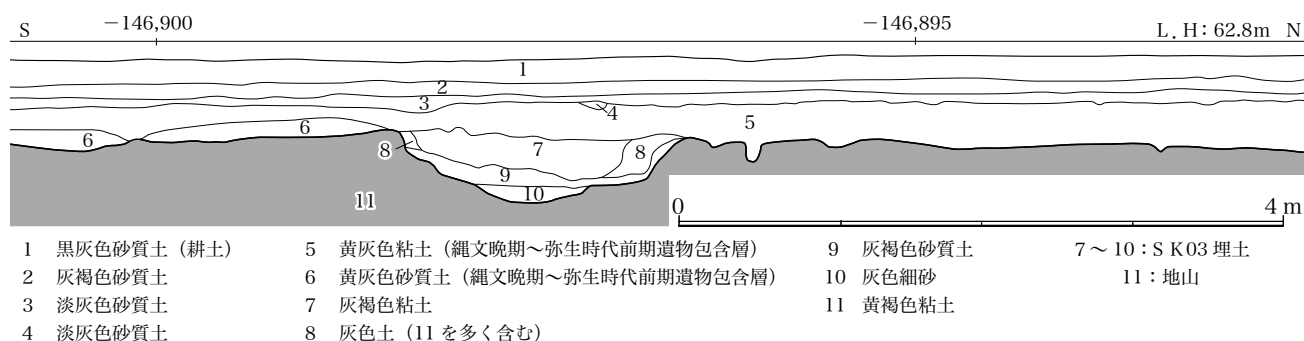 S −146,900 −146,895 L.H：62.8m N
1
2
3
4
5
6 6
7
8 8
9
10
11
0 4 m
1 黒灰色砂質土（耕土） 5 黄灰色粘土（縄文晩期～弥生時代前期遺物包含層） 9 灰褐色砂質土 7～10：SK03埋土
2 灰褐色砂質土 6 黄灰色砂質土（縄文晩期～弥生時代前期遺物包含層） 10 灰色細砂 11：地山
3 淡灰色砂質土 7 灰褐色粘土 11 黄褐色粘土
4 淡灰色砂質土 8 灰色土（11を多く含む）